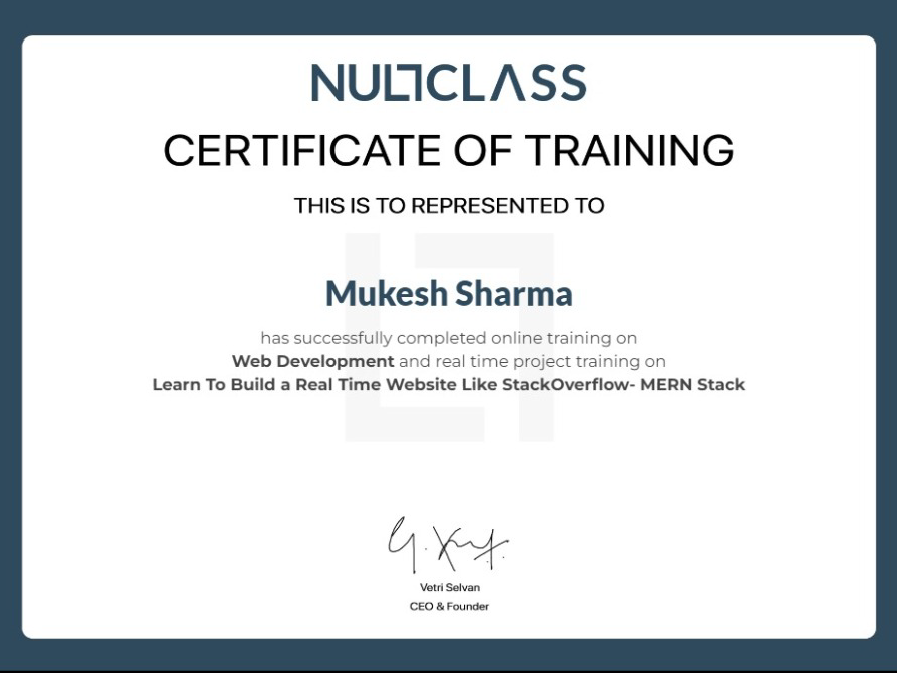 NULLCLASS
CERTIFICATE OF TRAINING
THIS IS TO REPRESENTED TO
Mukesh Sharma
has successfully completed online training on
Web Development and real time project training on
Learn To Build a Real Time Website Like StackOverflow- MERN Stack
Vetri Selvan
CEO & Founder